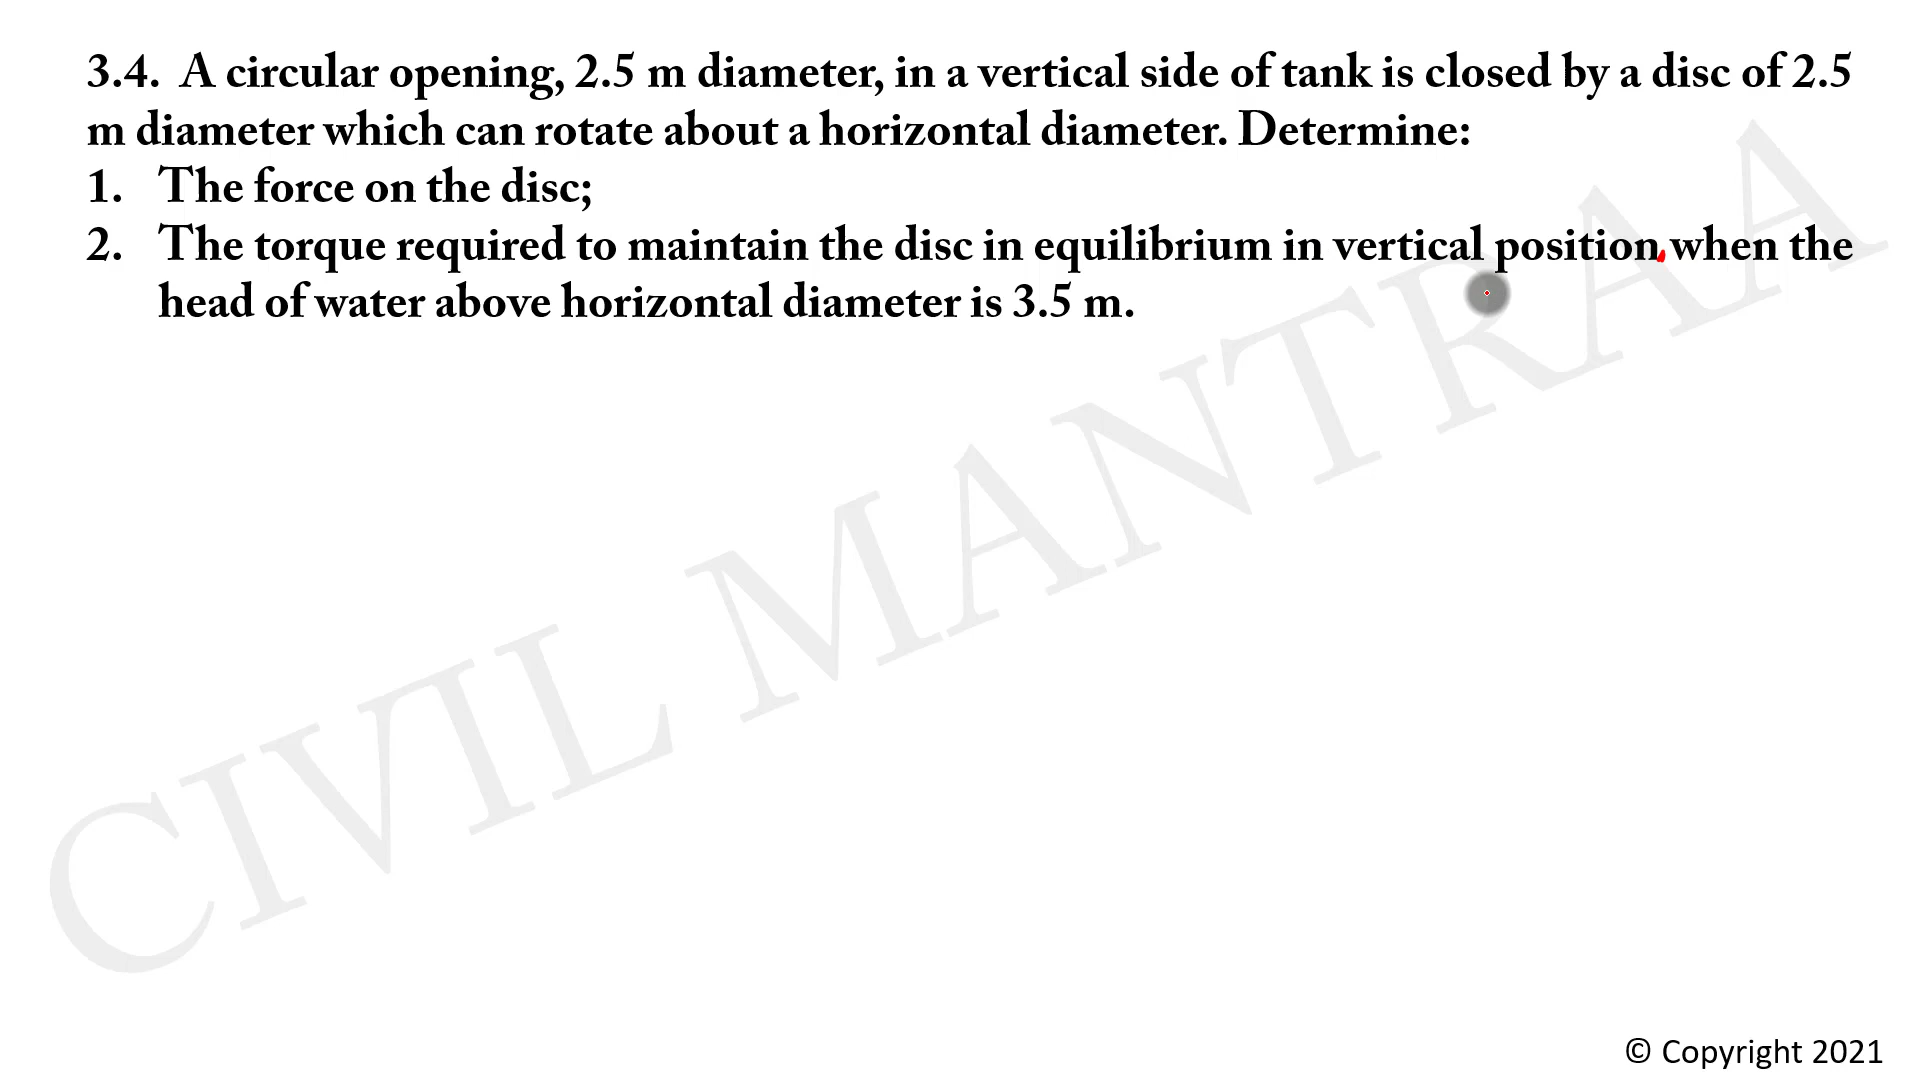 3.4. A circular opening, 2.5 m diameter, in a vertical side of tank is closed by a disc of 2.5
m diameter which can rotate about a horizontal diameter. Determine:
1. The force on the disc;
2. The torque required to maintain the disc in equilibrium in vertical position, when the
head of water above horizontal diameter is 3.5 m.
CIVIL MANTRAA
© Copyright 2021